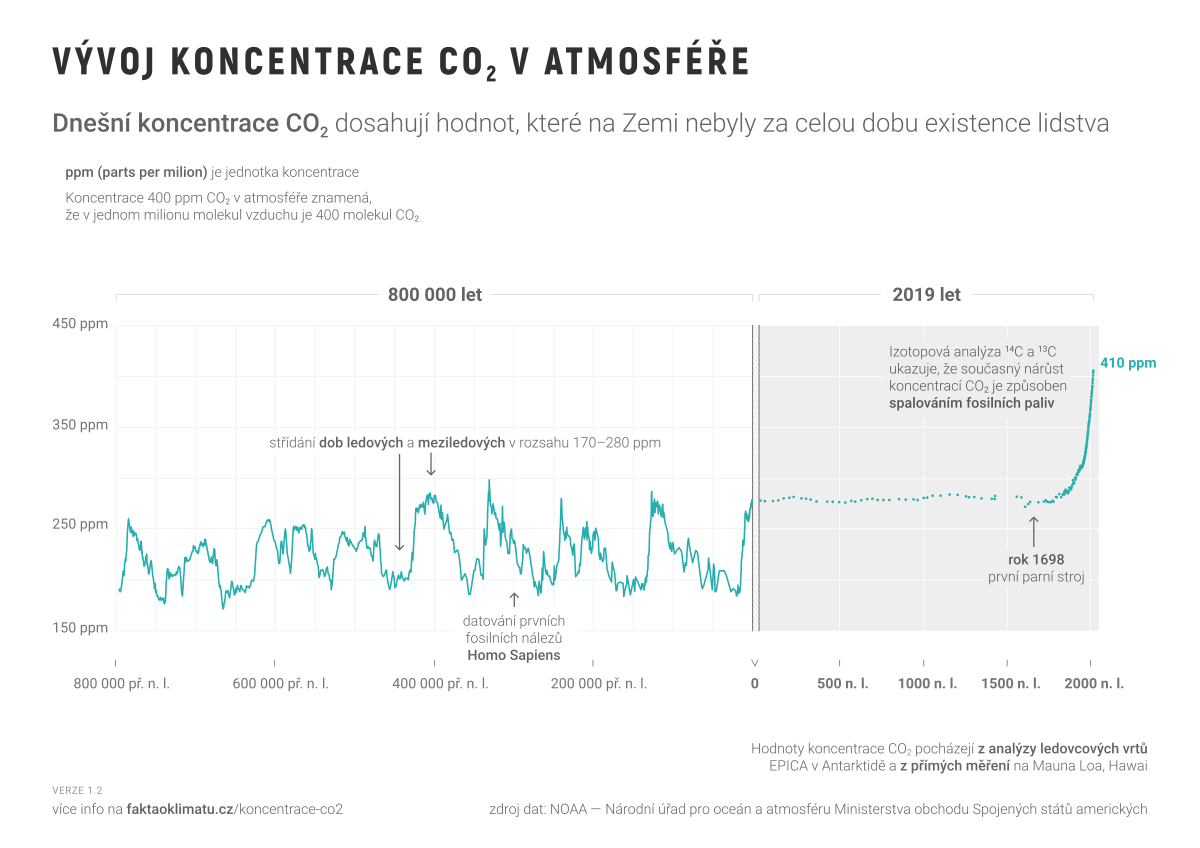 VÝVOJ KONCENTRACE CO₂ V ATMOSFÉŘE
Dnešní koncentrace CO₂ dosahují hodnot, které na Zemi nebyly za celou dobu existence lidstva
ppm (parts per milion) je jednotka koncentrace
Koncentrace 400 ppm CO₂ v atmosféře znamená,
že v jednom milionu molekul vzduchu je 400 molekul CO₂
800 000 let
2019 let
450 ppm
350 ppm
250 ppm
150 ppm
Izotopová analýza ¹⁴C a ¹³C
ukazuje, že současný nárůst
koncentrací CO₂ je způsoben
spalováním fosilních paliv
410 ppm
střídání dob ledových a meziledových v rozsahu 170–280 ppm
rok 1698
první parní stroj
datování prvních
fosilních nálezů
Homo Sapiens
800 000 př. n. l.
600 000 př. n. l.
400 000 př. n. l.
200 000 př. n. l.
0
500 n. l.
1000 n. l.
1500 n. l.
2000 n. l.
Hodnoty koncentrace CO₂ pocházejí z analýzy ledovcových vrtů
EPICA v Antarktidě a z přímých měření na Mauna Loa, Hawai
VERZE 1.2
více info na faktaoklimatu.cz/koncentrace-co2
zdroj dat: NOAA — Národní úřad pro oceán a atmosféru Ministerstva obchodu Spojených států amerických